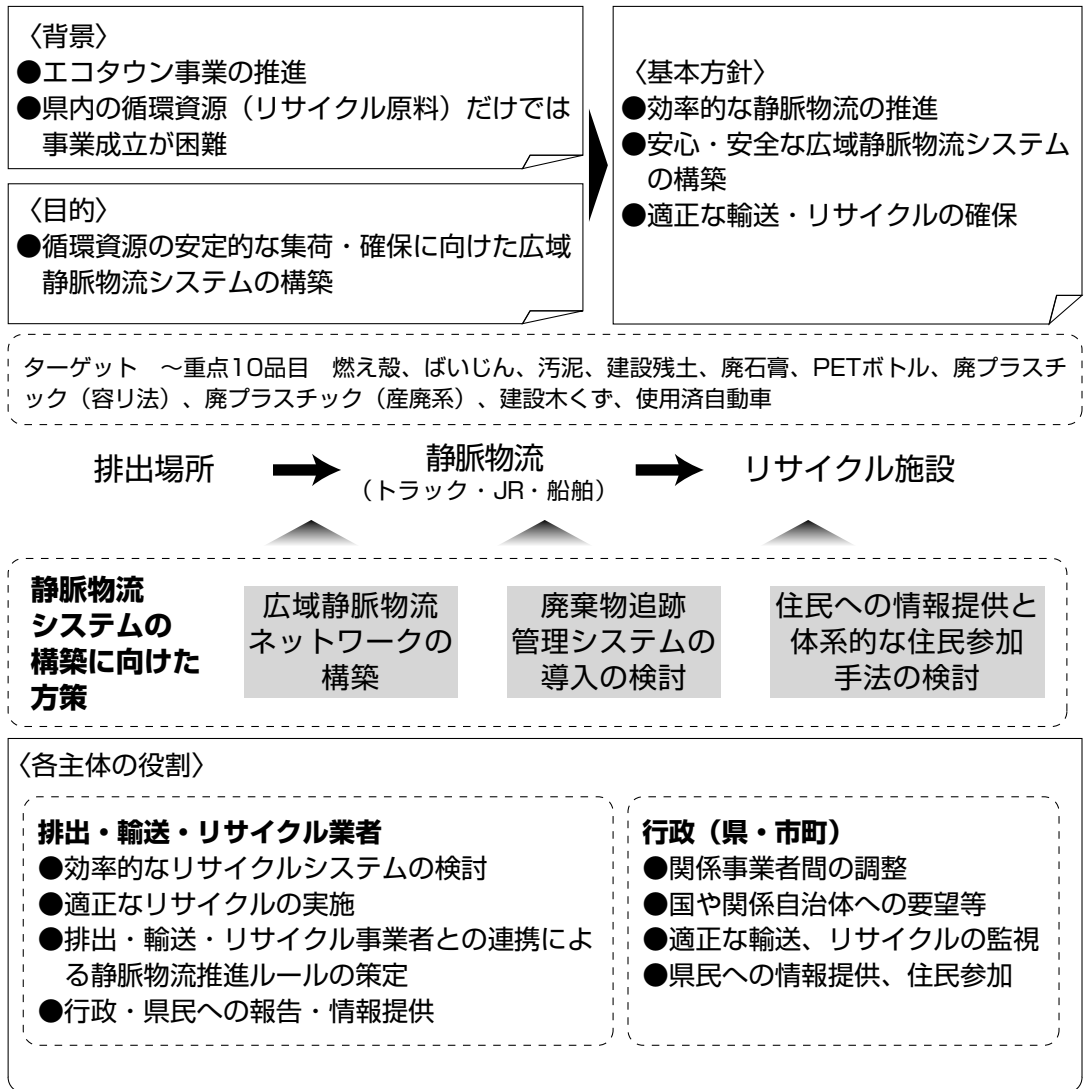 〈背景〉
●エコタウン事業の推進
●県内の循環資源（リサイクル原料）だけでは
事業成立が困難
〈目的〉
●循環資源の安定的な集荷・確保に向けた広域
静脈物流システムの構築
〈基本方針〉
●効率的な静脈物流の推進
●安心・安全な広域静脈物流システム
の構築
●適正な輸送・リサイクルの確保
ターゲット　～重点10品目　燃え殻、ばいじん、汚泥、建設残土、廃石膏、PETボトル、廃プラスチ
ック（容リ法）、廃プラスチック（産廃系）、建設木くず、使用済自動車
排出場所
静脈物流
（トラック・JR・船舶）
リサイクル施設
静脈物流
システムの
構築に向けた
方策
広域静脈物流
ネットワークの
構築
廃棄物追跡
管理システムの
導入の検討
住民への情報提供と
体系的な住民参加
手法の検討
〈各主体の役割〉
排出・輸送・リサイクル業者
●効率的なリサイクルシステムの検討
●適正なリサイクルの実施
●排出・輸送・リサイクル事業者との連携によ
る静脈物流推進ルールの策定
●行政・県民への報告・情報提供
行政（県・市町）
●関係事業者間の調整
●国や関係自治体への要望等
●適正な輸送、リサイクルの監視
●県民への情報提供、住民参加